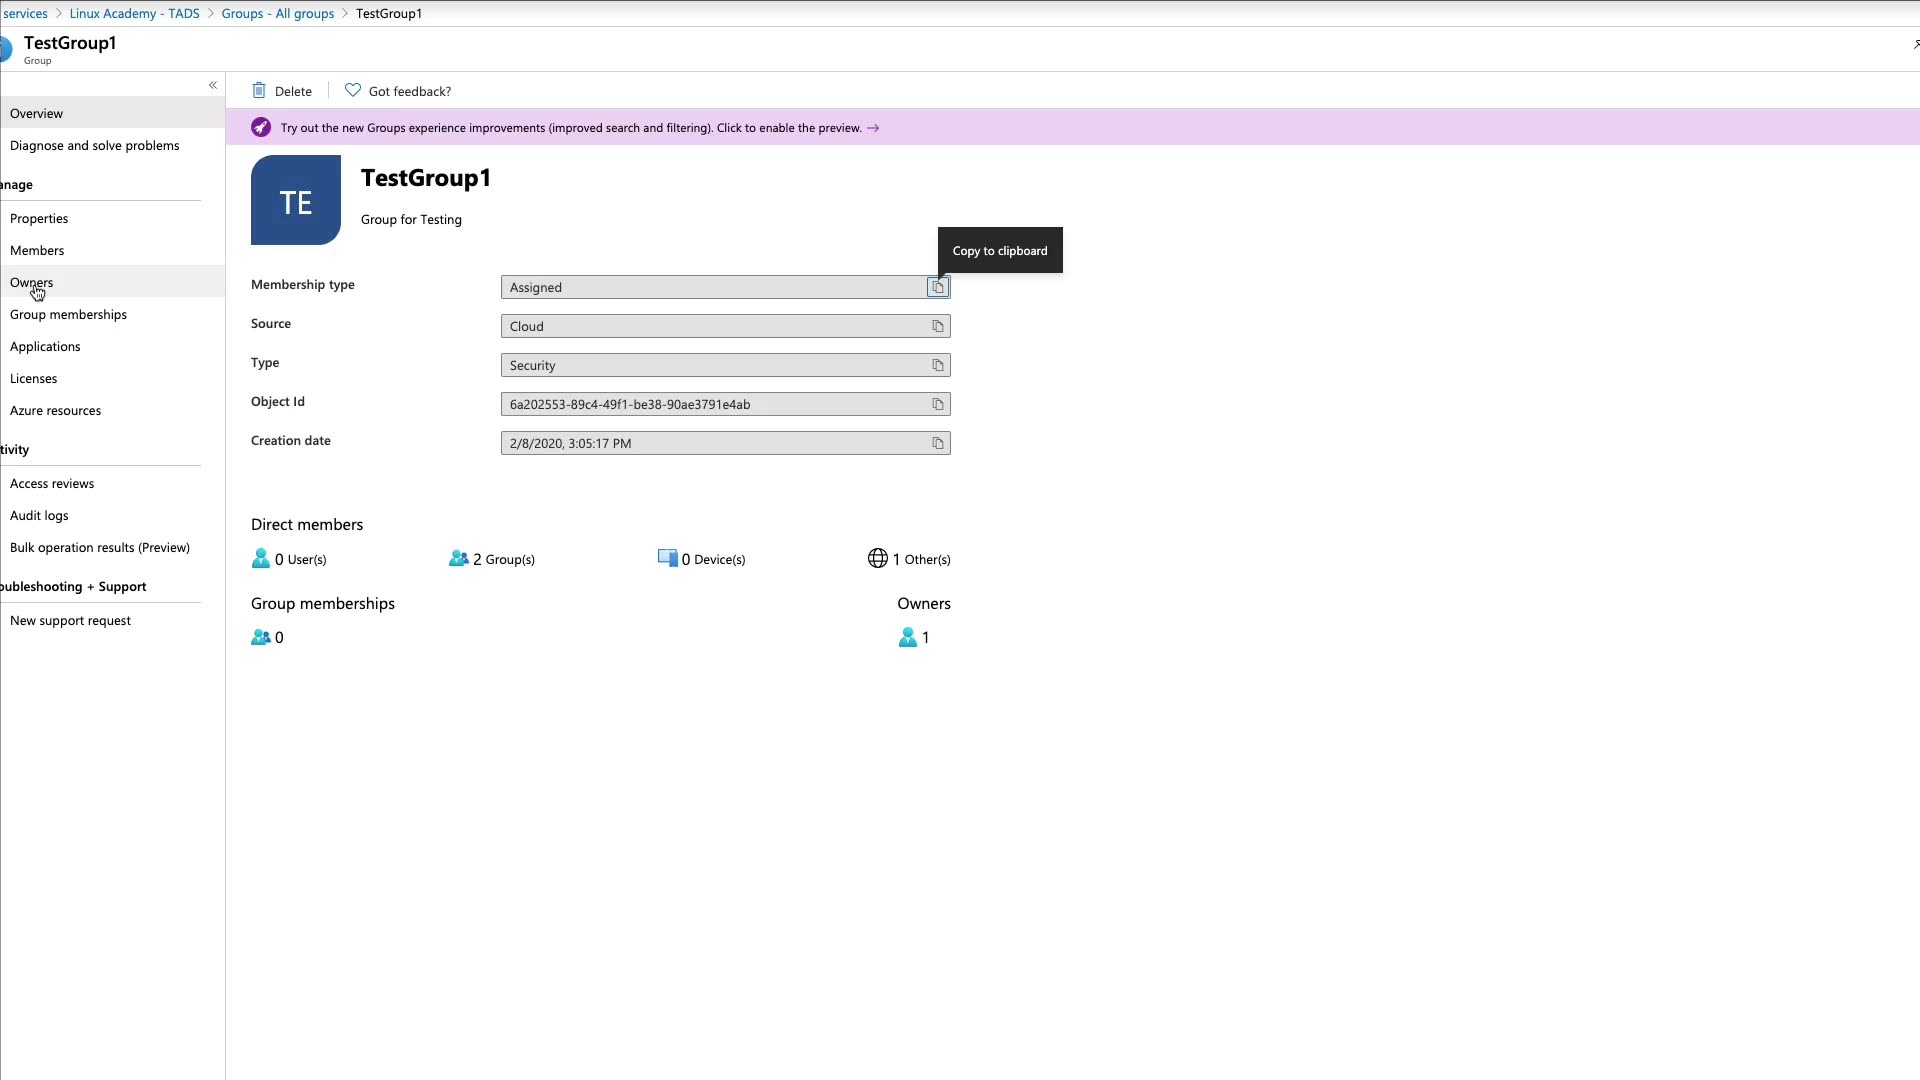 services > Linux Academy - TADS > Groups - All groups > TestGroup1
TestGroup1
Group
«
Overview
Diagnose and solve problems
anage
Properties
Members
Owners
Group memberships
Applications
Licenses
Azure resources
tivity
Access reviews
Audit logs
Bulk operation results (Preview)
oubleshooting + Support
New support request
Delete
Got feedback?
Try out the new Groups experience improvements (improved search and filtering). Click to enable the preview. →
TE
TestGroup1
Group for Testing
Copy to clipboard
Membership type Assigned
Source Cloud
Type Security
Object Id 6a202553-89c4-49f1-be38-90ae3791e4ab
Creation date 2/8/2020, 3:05:17 PM
Direct members
0 User(s) 2 Group(s) 0 Device(s) 1 Other(s)
Group memberships Owners
0 1